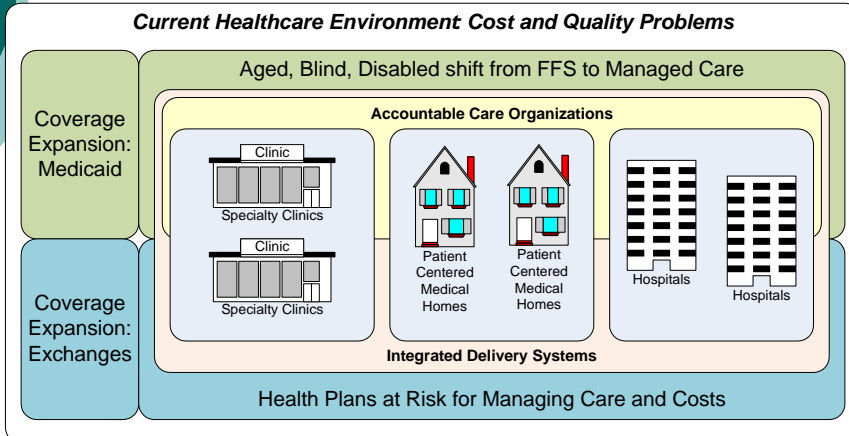 Current Healthcare Environment: Cost and Quality Problems
Aged, Blind, Disabled shift from FFS to Managed Care
Coverage
Expansion:
Medicaid
Accountable Care Organizations
Clinic
Specialty Clinics
Clinic
Specialty Clinics
Patient
Centered
Medical
Homes
Patient
Centered
Medical
Homes
Hospitals
Hospitals
Coverage
Expansion:
Exchanges
Integrated Delivery Systems
Health Plans at Risk for Managing Care and Costs